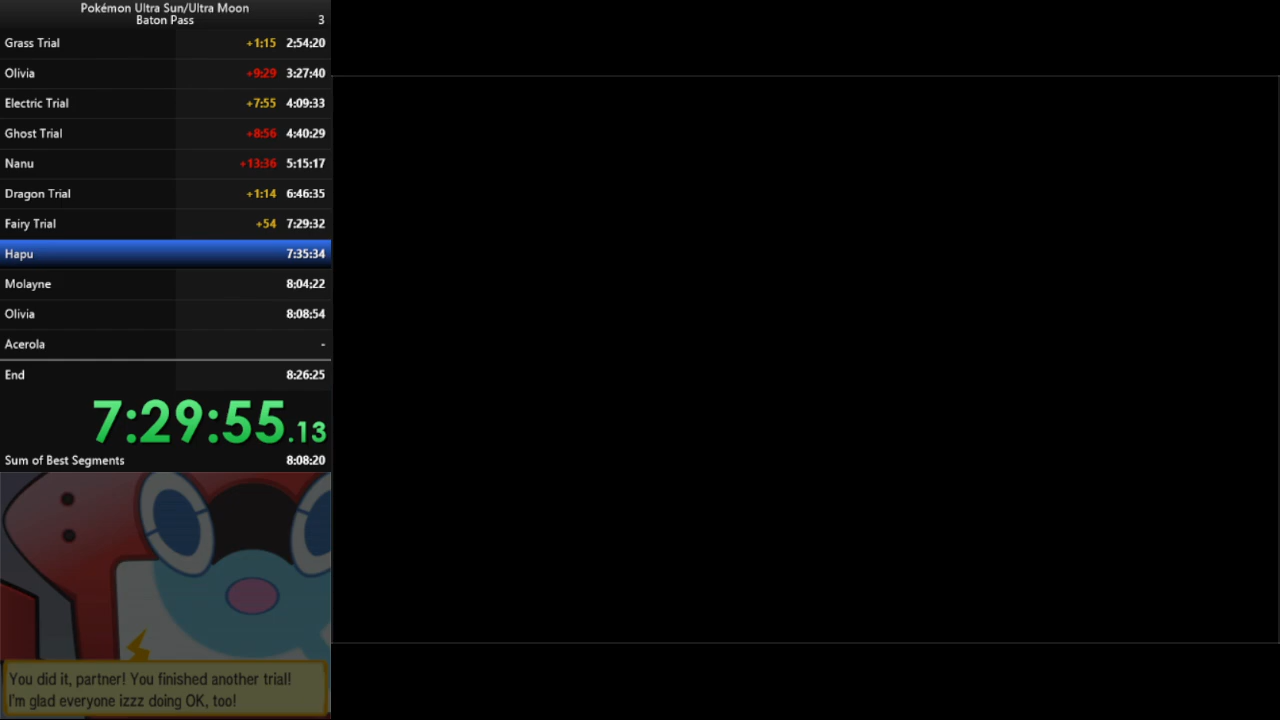 Pokémon Ultra Sun/Ultra Moon
Baton Pass 3
Grass Trial +1:15 2:54:20
Olivia +9:29 3:27:40
Electric Trial +7:55 4:09:33
Ghost Trial +8:56 4:40:29
Nanu +13:36 5:15:17
Dragon Trial +1:14 6:46:35
Fairy Trial +54 7:29:32
Hapu 7:35:34
Molayne 8:04:22
Olivia 8:08:54
Acerola -
End 8:26:25
7:29:55.13
Sum of Best Segments 8:08:20
You did it, partner! You finished another trial!
I'm glad everyone izzz doing OK, too!